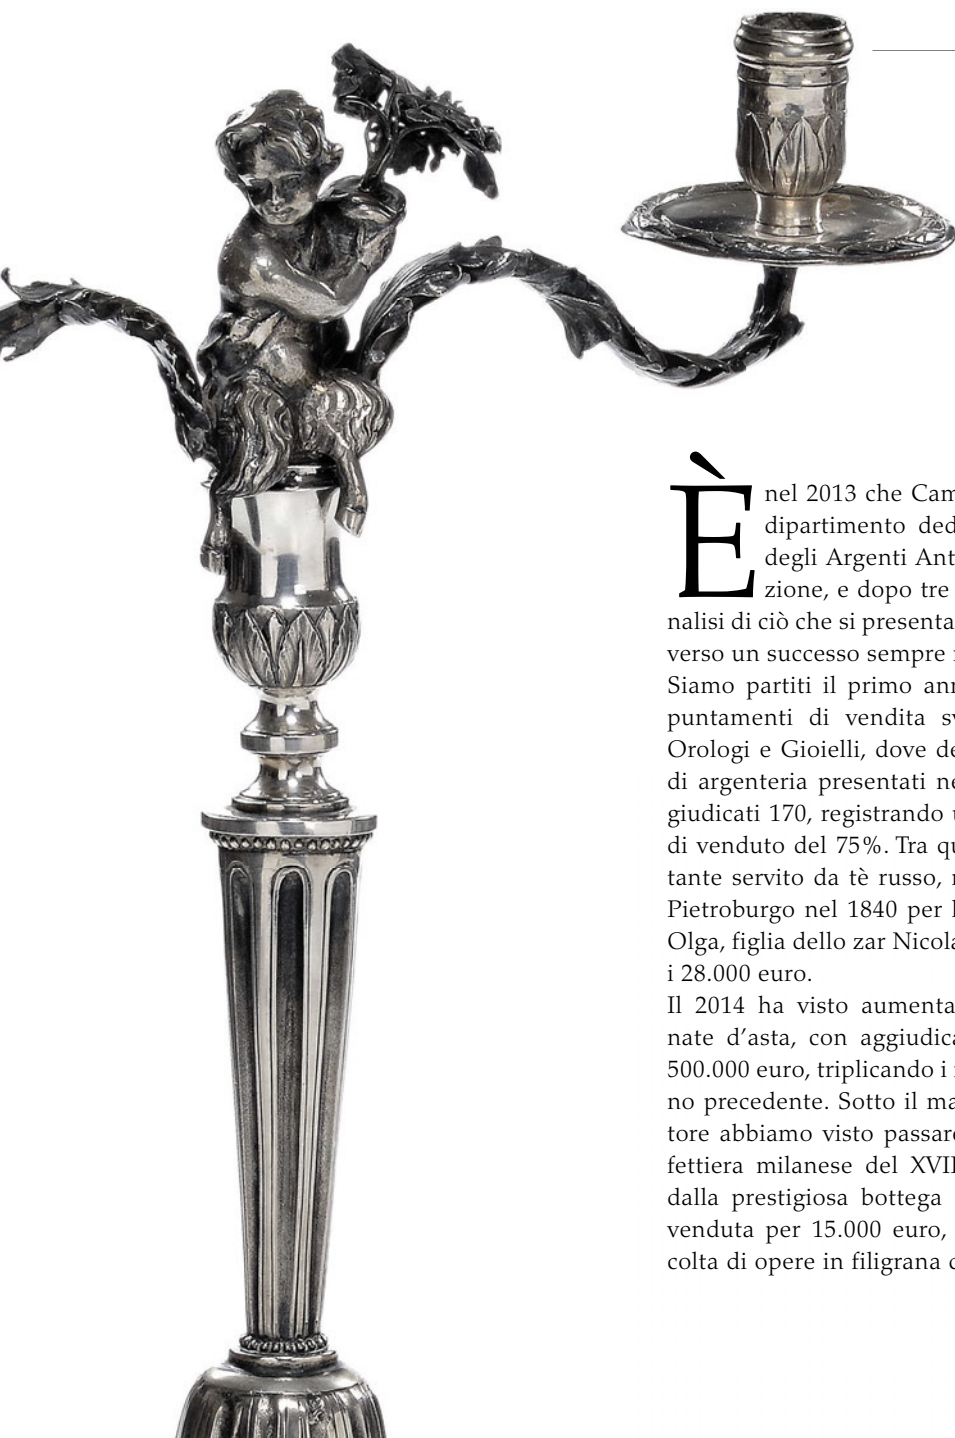 È nel 2013 che Cam
dipartimento ded
degli Argenti Ant
zione, e dopo tre
nalisi di ciò che si presenta
verso un successo sempre
Siamo partiti il primo ann
puntamenti di vendita sv
Orologi e Gioielli, dove de
di argenteria presentati ne
giudicati 170, registrando
di venduto del 75%. Tra qu
tante servito da tè russo,
Pietroburgo nel 1840 per
Olga, figlia dello zar Nicola
i 28.000 euro.
Il 2014 ha visto aumenta
nate d’asta, con aggiudica
500.000 euro, triplicando i
no precedente. Sotto il ma
tore abbiamo visto passare
fettiera milanese del XVII
dalla prestigiosa bottega
venduta per 15.000 euro,
colta di opere in filigrana